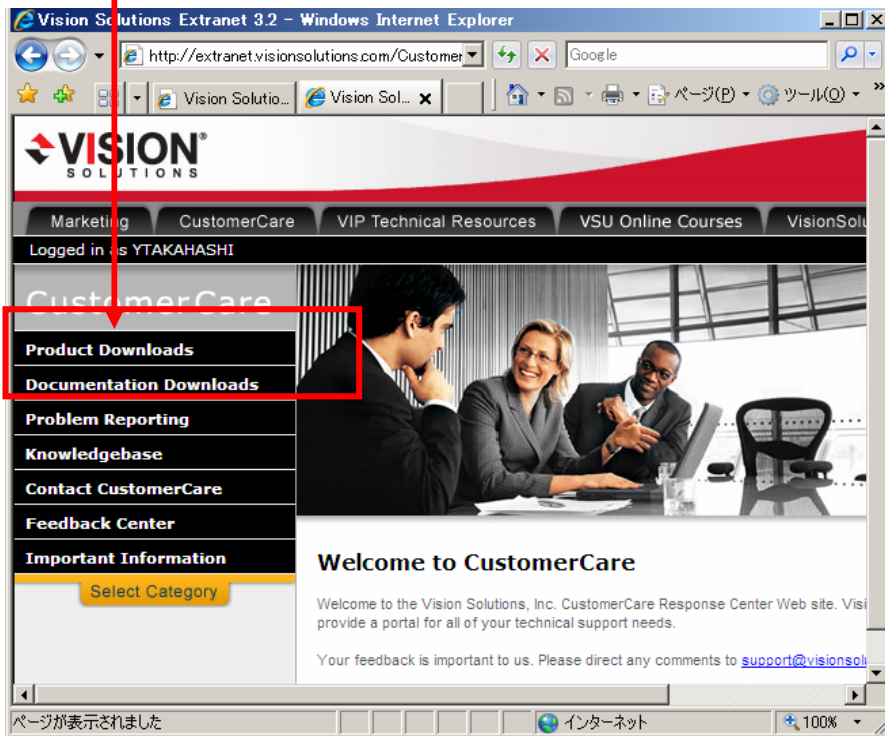 Vision Solutions Extranet 3.2 - Windows Internet Explorer
http://extranet.visionsolutions.com/Customer
Google
Vision Solutio...
Vision Sol...
ページ(P)
ツール(O)
VISION®
SOLUTIONS
Marketing CustomerCare VIP Technical Resources VSU Online Courses VisionSolu
Logged in as YTAKAHASHI
CustomerCare
Product Downloads
Documentation Downloads
Problem Reporting
Knowledgebase
Contact CustomerCare
Feedback Center
Important Information
Select Category
Welcome to CustomerCare
Welcome to the Vision Solutions, Inc. CustomerCare Response Center Web site. Visi
provide a portal for all of your technical support needs.
Your feedback is important to us. Please direct any comments to support@visionsol
ページが表示されました
インターネット
100%